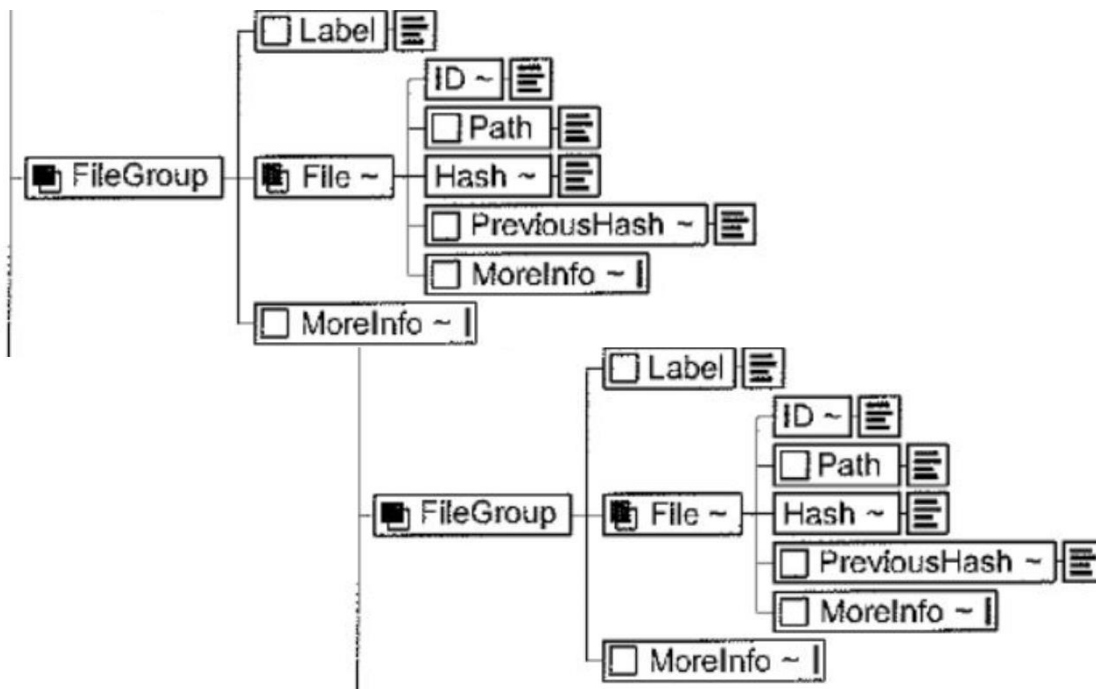 Label
ID ~
Path
FileGroup
File ~
Hash ~
PreviousHash ~
MoreInfo ~
MoreInfo ~
Label
ID ~
Path
FileGroup
File ~
Hash ~
PreviousHash ~
MoreInfo ~
MoreInfo ~